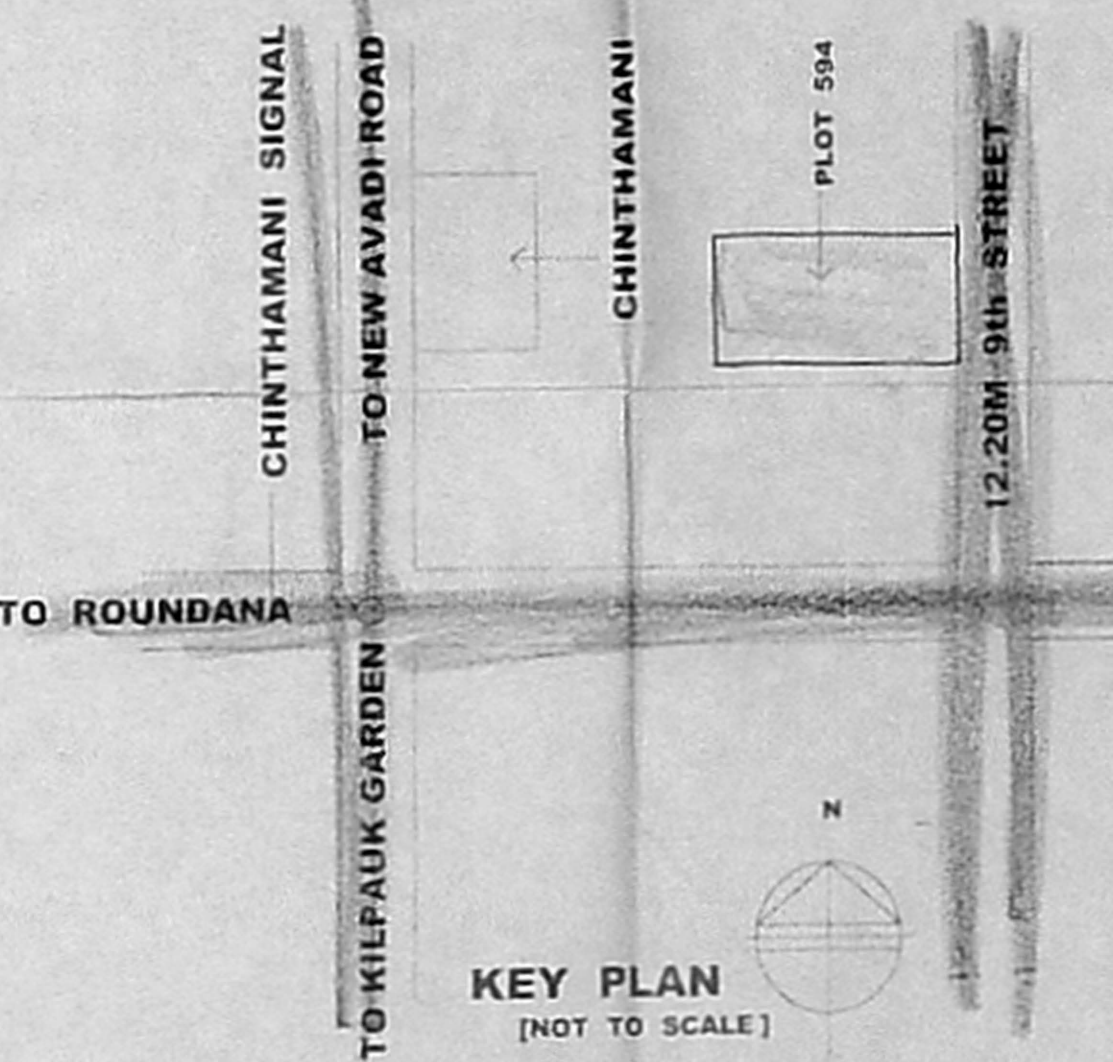 CHINTHAMANI SIGNAL
TO NEW AVADI ROAD
CHINTHAMANI
PLOT 594
12.20M 9th STREET
TO ROUNDANA
TO KILPAUK GARDEN
N
KEY PLAN
[NOT TO SCALE]